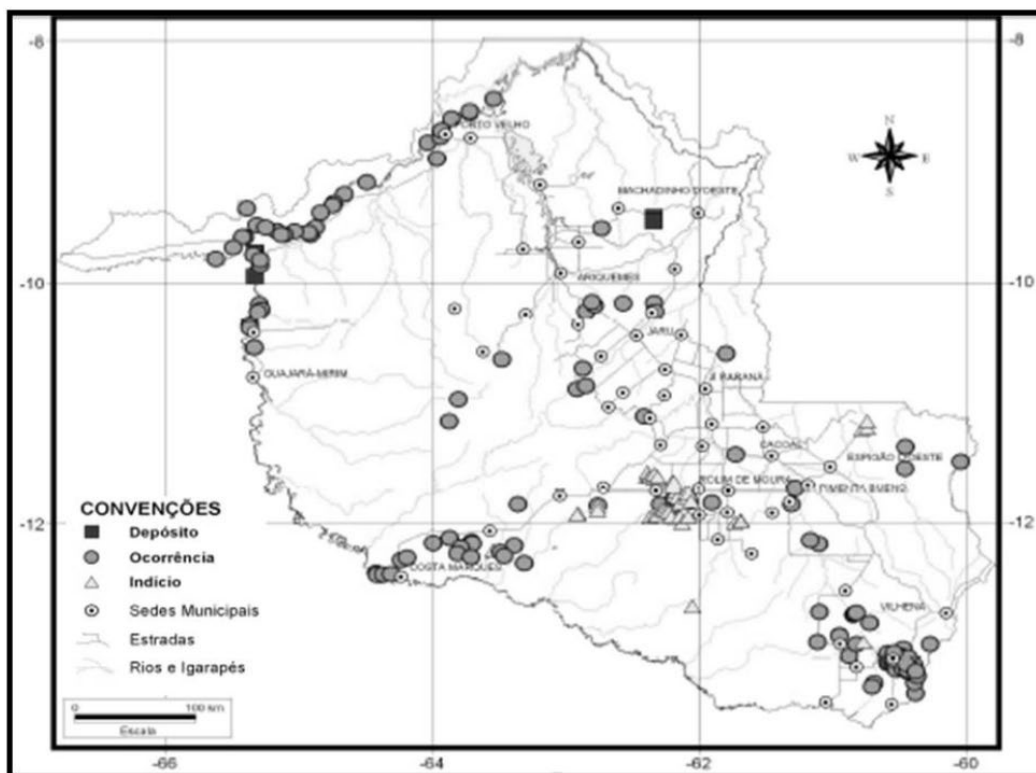 -8
-8
PORTO VELHO
N
W E
S
MACHADINHO D'OESTE
-10
ARIQUEMES
-10
JARU
GUAJARÁ-MIRIM
JI PARANÁ
CACOAL
ESPIGÃO D'OESTE
ROLIM DE MOURA
PIMENTA BUENO
CONVENÇÕES
Depósito
-12
-12
Ocorrência
COSTA MARQUES
Indício
Sedes Municipais
VILHENA
Estradas
Rios e Igarapés
0 100 km
Escala
-66 -64 -62 -60